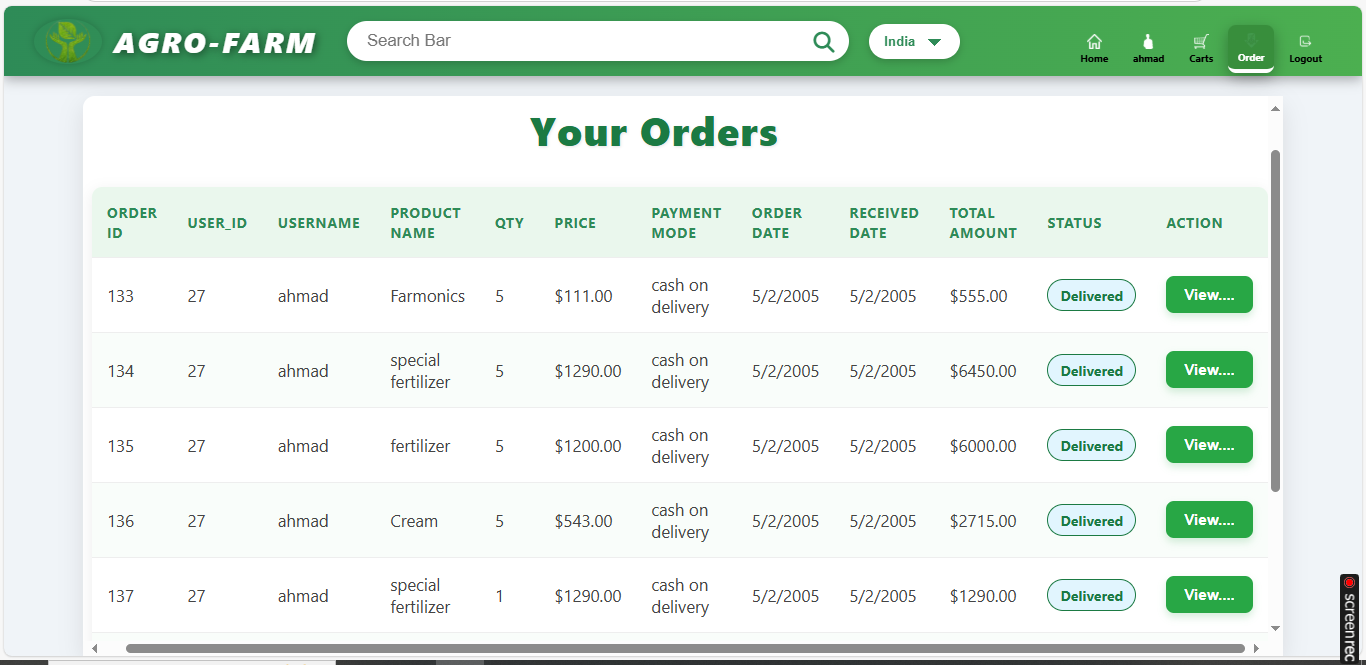 AGRO-FARM
Search Bar
India
Home
ahmad
Carts
Order
Logout
Your Orders
ORDER ID USER_ID USERNAME PRODUCT NAME QTY PRICE PAYMENT MODE ORDER DATE RECEIVED DATE TOTAL AMOUNT STATUS ACTION
133 27 ahmad Farmonics 5 $111.00 cash on delivery 5/2/2005 5/2/2005 $555.00 Delivered View....
134 27 ahmad special fertilizer 5 $1290.00 cash on delivery 5/2/2005 5/2/2005 $6450.00 Delivered View....
135 27 ahmad fertilizer 5 $1200.00 cash on delivery 5/2/2005 5/2/2005 $6000.00 Delivered View....
136 27 ahmad Cream 5 $543.00 cash on delivery 5/2/2005 5/2/2005 $2715.00 Delivered View....
137 27 ahmad special fertilizer 1 $1290.00 cash on delivery 5/2/2005 5/2/2005 $1290.00 Delivered View....
screen rec